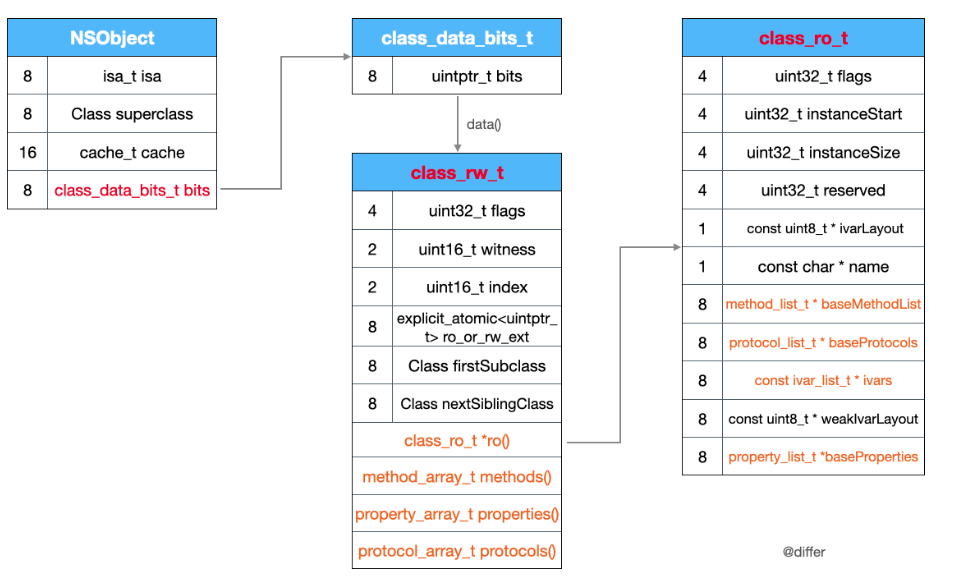 NSObject
8 isa_t isa
8 Class superclass
16 cache_t cache
8 class_data_bits_t bits
class_data_bits_t
8 uintptr_t bits
data()
class_rw_t
4 uint32_t flags
2 uint16_t witness
2 uint16_t index
8 explicit_atomic<uintptr_
t> ro_or_rw_ext
8 Class firstSubclass
8 Class nextSiblingClass
class_ro_t *ro()
method_array_t methods()
property_array_t properties()
protocol_array_t protocols()
class_ro_t
4 uint32_t flags
4 uint32_t instanceStart
4 uint32_t instanceSize
4 uint32_t reserved
1 const uint8_t * ivarLayout
1 const char * name
8 method_list_t * baseMethodList
8 protocol_list_t * baseProtocols
8 const ivar_list_t * ivars
8 const uint8_t * weakIvarLayout
8 property_list_t *baseProperties
@differ